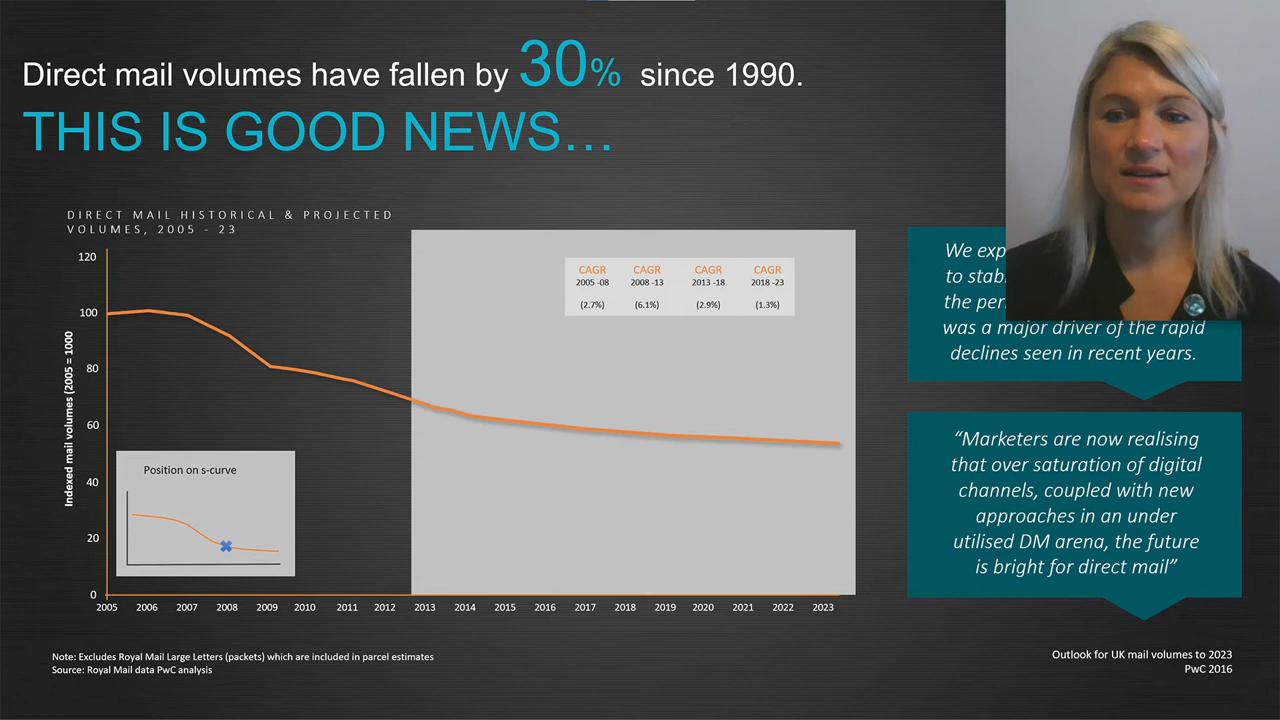 Direct mail volumes have fallen by 30% since 1990.
THIS IS GOOD NEWS...
DIRECT MAIL HISTORICAL & PROJECTED
VOLUMES, 2005 - 23
Indexed mail volumes (2005 = 1000
120
100
80
60
40
20
0
2005 2006 2007 2008 2009 2010 2011 2012 2013 2014 2015 2016 2017 2018 2019 2020 2021 2022 2023
CAGR CAGR CAGR CAGR
2005 -08 2008 -13 2013 -18 2018 -23
(2.7%) (6.1%) (2.9%) (1.3%)
Position on s-curve
We
to
the
was a major driver of the rapid
declines seen in recent years.
“Marketers are now realising
that over saturation of digital
channels, coupled with new
approaches in an under
utilised DM arena, the future
is bright for direct mail”
Note: Excludes Royal Mail Large Letters (packets) which are included in parcel estimates
Source: Royal Mail data PwC analysis
Outlook for UK mail volumes to 2023
PwC 2016